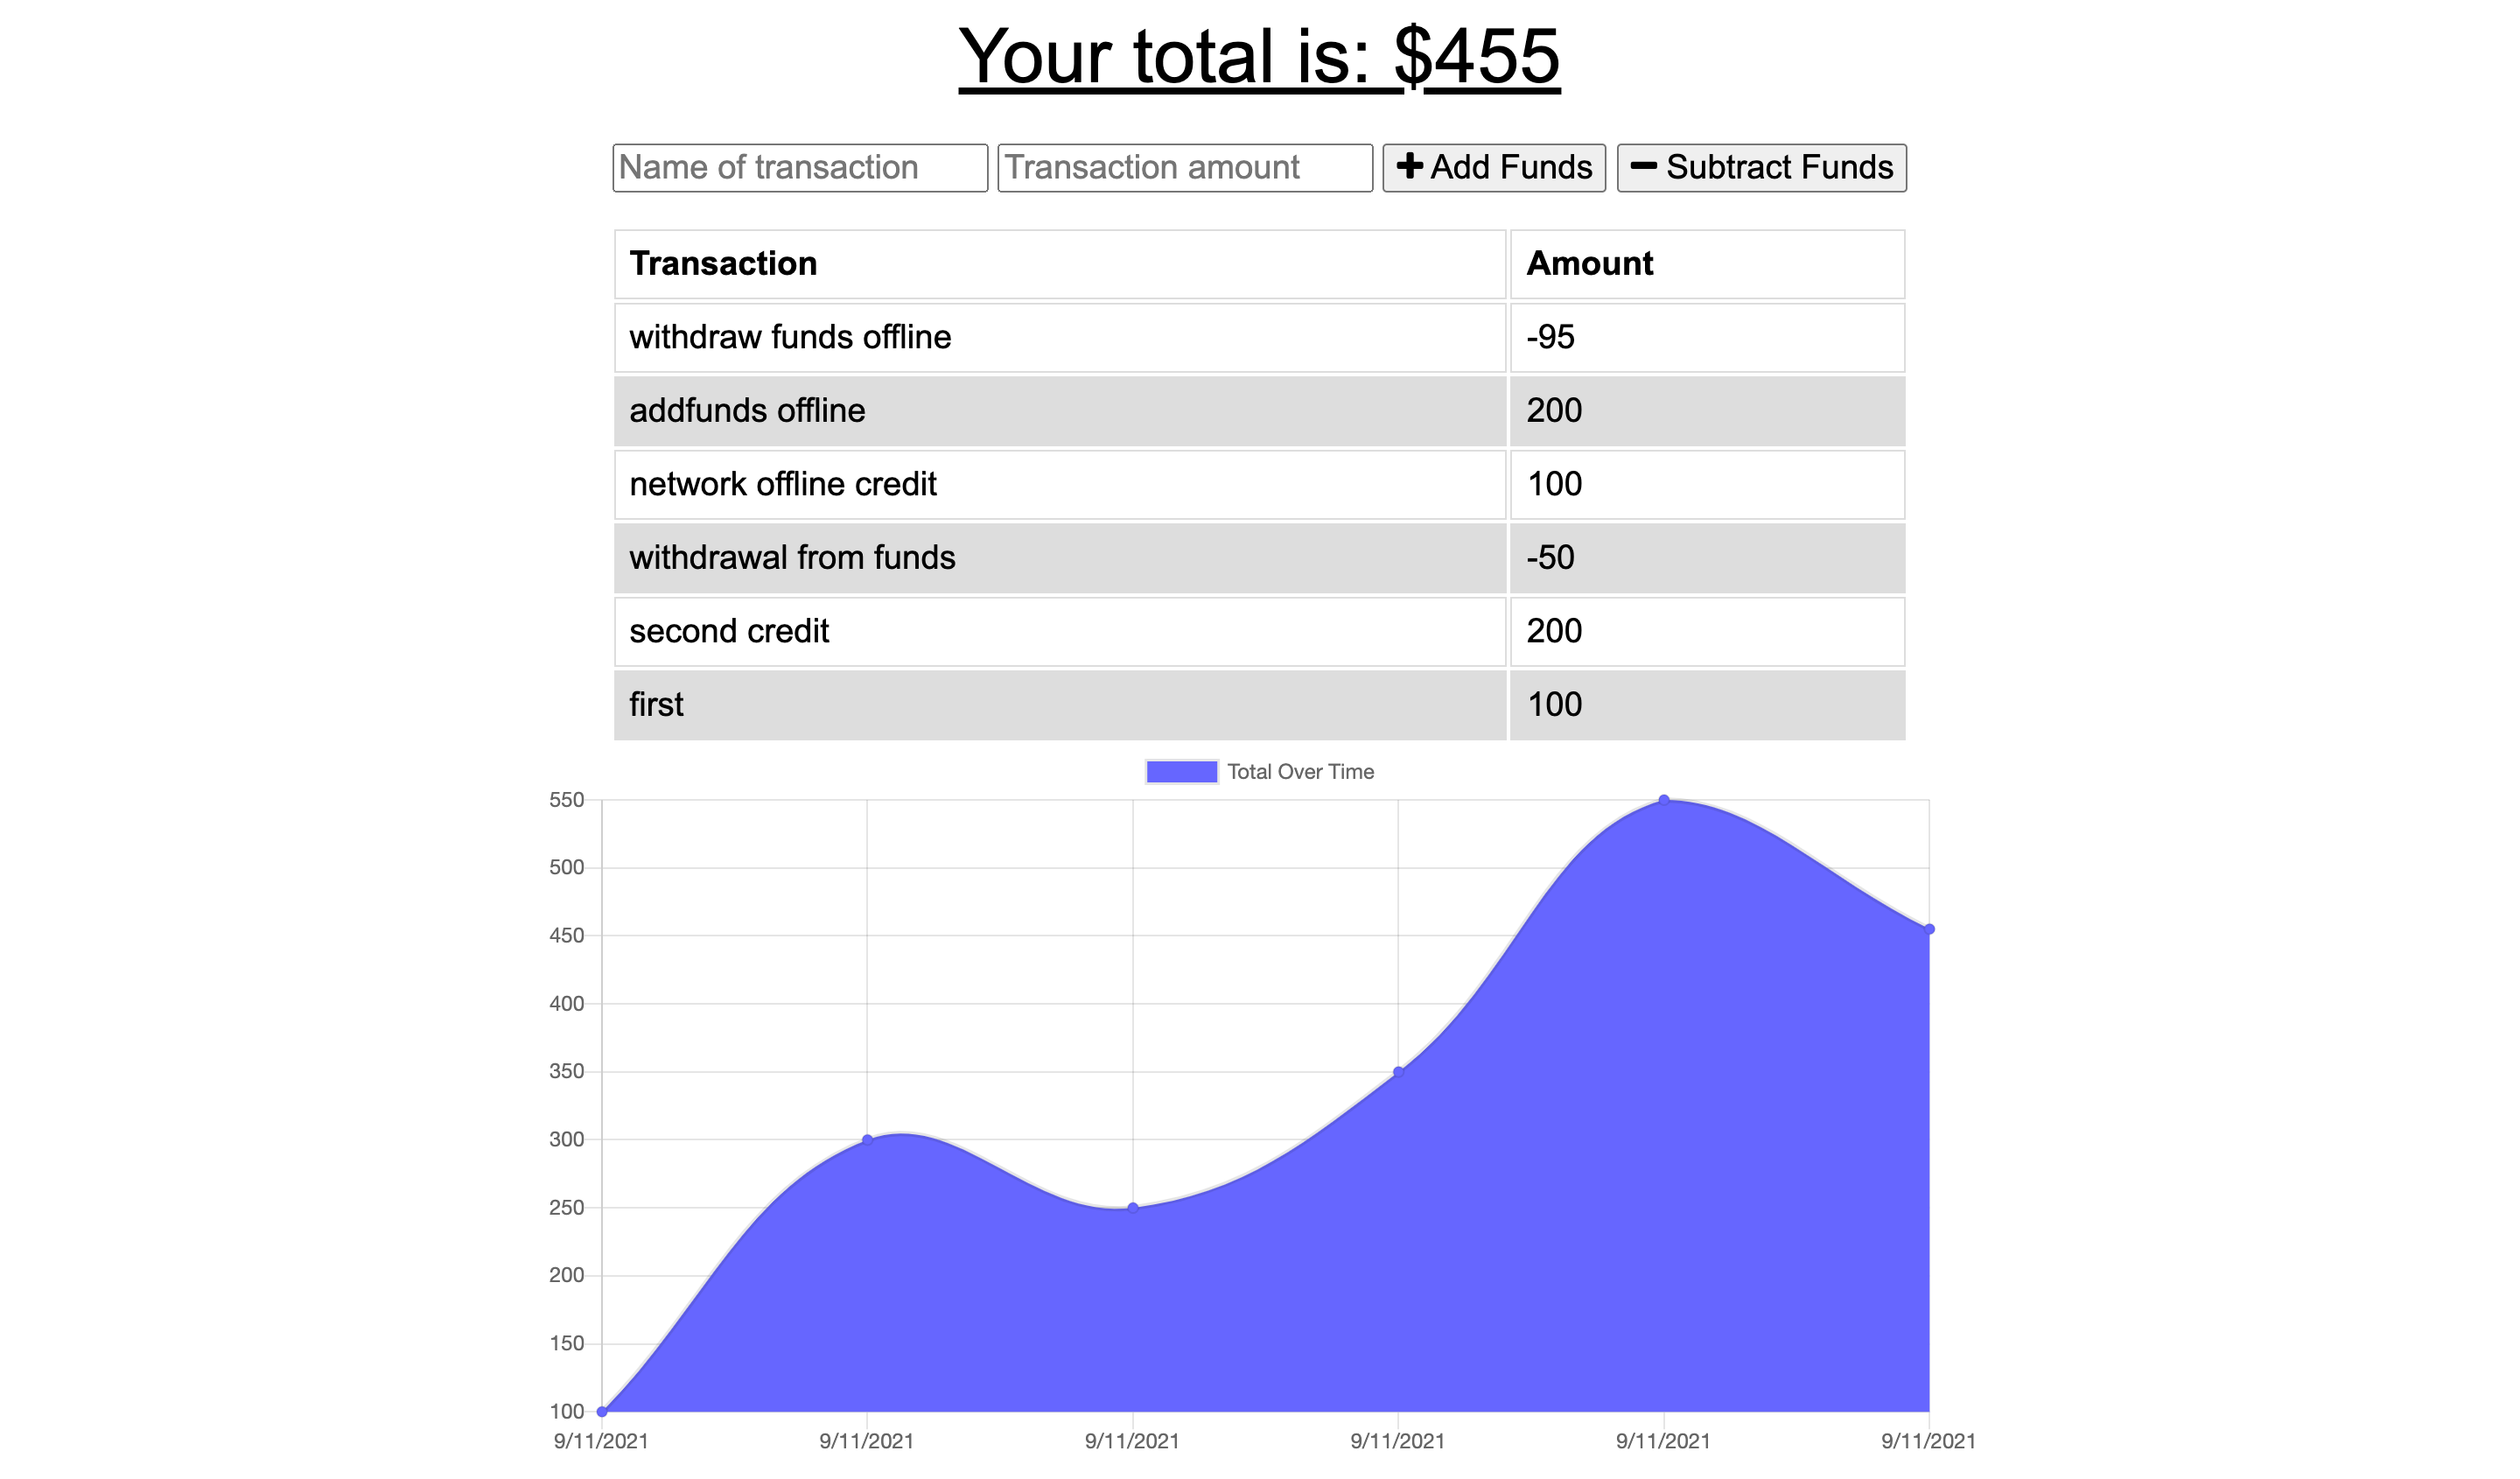 Your total is: $455
Name of transaction Transaction amount Add Funds Subtract Funds
Transaction Amount
withdraw funds offline -95
addfunds offline 200
network offline credit 100
withdrawal from funds -50
second credit 200
first 100
Total Over Time
550
500
450
400
350
300
250
200
150
100
9/11/2021 9/11/2021 9/11/2021 9/11/2021 9/11/2021 9/11/2021